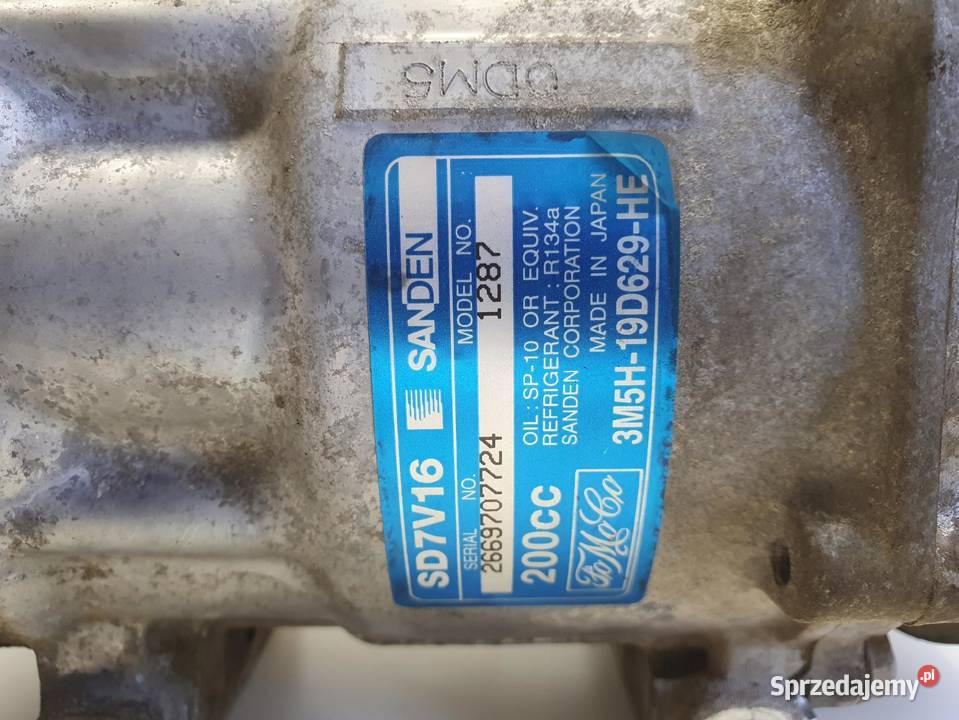 ODM5
SD7V16 SANDEN
SERIAL NO. MODEL NO.
2669707724 1287
200CC
OIL : SP-10 OR EQUIV.
REFRIGERANT : R134a
SANDEN CORPORATION
MADE IN JAPAN
FoMoCo
3M5H-19D629-HE
Sprzedajemy.pl